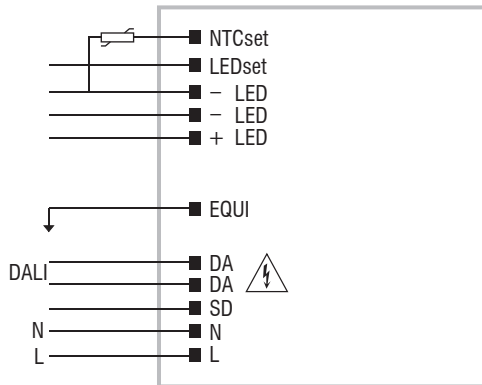 NTCset
LEDset
− LED
− LED
+ LED
EQUI
DALI
DA
DA
SD
N N
L L